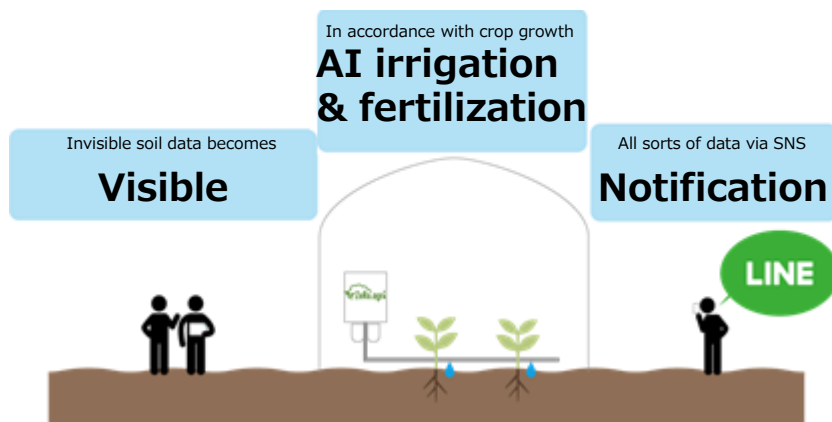 Invisible soil data becomes
Visible
In accordance with crop growth
AI irrigation
& fertilization
All sorts of data via SNS
Notification
LINE